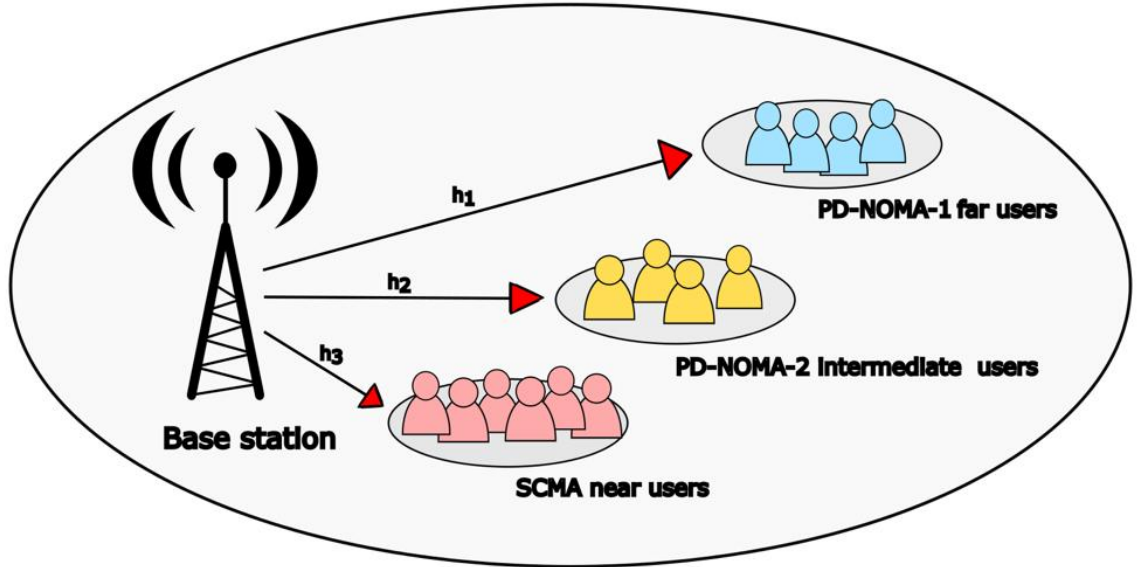 h1
PD-NOMA-1 far users
h2
h3
PD-NOMA-2 intermediate users
Base station
SCMA near users